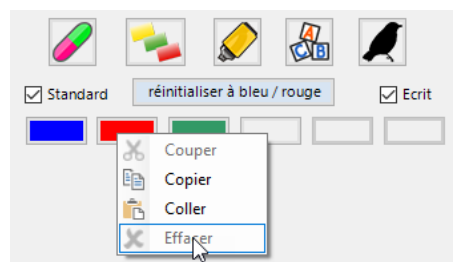 A
C B
Standard
réinitialiser à bleu / rouge
Ecrit
Couper
Copier
Coller
Effacer